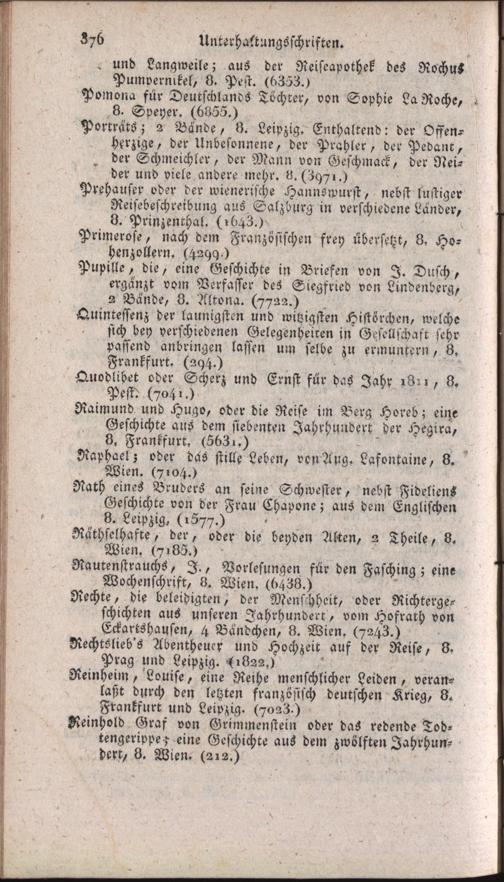 376 Unterhaltungsschriften.
und Langweile; aus der Reiseapothek des Rochus
Pumpernikel, 8. Pest. (6353.)
Pomona für Deutschlands Töchter, von Sophie La Roche,
8. Speyer. (6855.)
Porträts; 2 Bände, 8. Leipzig. Enthaltend: der Offen-
herzige, der Unbesonnene, der Prahler, der Pedant,
der Schmeichler, der Mann von Geschmack, der Nei-
der und viele andere mehr. 8. (3971.)
Prehauser oder der wienerische Hannswurst, nebst lustiger
Reisebeschreibung aus Salzburg in verschiedene Länder,
8. Prinzenthal. (1643.)
Primerose, nach dem Französischen frey übersetzt, 8. Ho-
henzollern. (4299.)
Pupille, die, eine Geschichte in Briefen von J. Dusch,
ergänzt vom Verfasser des Siegfried von Lindenberg,
2 Bände, 8. Altona. (7722.)
Quintessenz der launigsten und witzigsten Histörchen, welche
sich bey verschiedenen Gelegenheiten in Gesellschaft sehr
passend anbringen lassen um selbe zu ermuntern, 8.
Frankfurt. (294.)
Quodlibet oder Scherz und Ernst für das Jahr 1811, 8.
Pest. (7041.)
Raimund und Hugo, oder die Reise im Berg Horeb; eine
Geschichte aus dem siebenten Jahrhundert der Hegira,
8. Frankfurt. (5631.)
Raphael; oder das stille Leben, von Aug. Lafontaine, 8.
Wien. (7104.)
Rath eines Bruders an seine Schwester, nebst Fideliens
Geschichte von der Frau Chapone; aus dem Englischen
8. Leipzig, (1577.)
Räthselhafte, der, oder die beyden Alten, 2 Theile, 8.
Wien. (7185.)
Rautenstrauchs, J., Vorlesungen für den Fasching; eine
Wochenschrift, 8. Wien. (6438.)
Rechte, die beleidigten, der Menschheit, oder Richterge-
schichten aus unseren Jahrhundert, vom Hofrath von
Eckartshausen, 4 Bändchen, 8. Wien. (7243.)
Rechtslieb's Abentheuer und Hochzeit auf der Reise, 8.
Prag und Leipzig. (1822.)
Reinheim, Louise, eine Reihe menschlicher Leiden, veran-
laßt durch den letzten französisch deutschen Krieg, 8.
Frankfurt und Leipzig. (7023.)
Reinhold Graf von Grimmenstein oder das redende Tod-
tengerippe; eine Geschichte aus dem zwölften Jahrhun-
dert, 8. Wien. (212.)